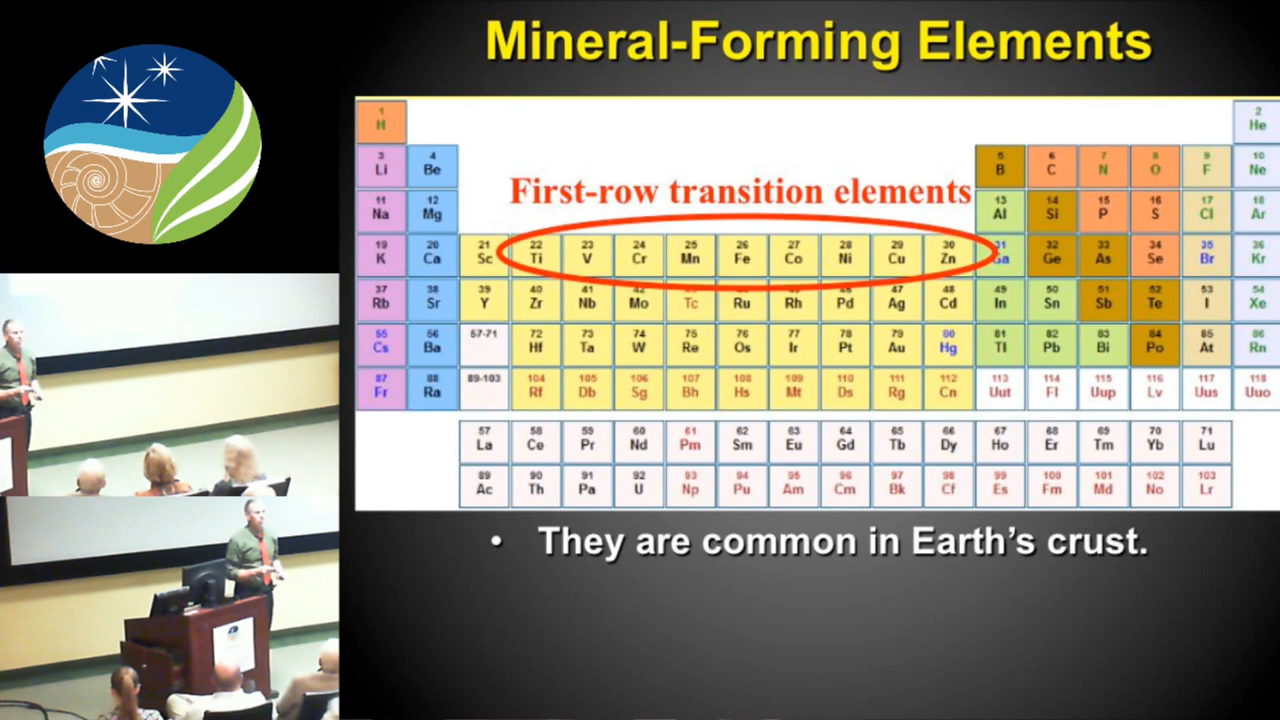 Mineral-Forming Elements
1 2
H He
3 4 5 6 7 8 9 10
Li Be B C N O F Ne
First-row transition elements
11 12 13 14 15 16 17 18
Na Mg Al Si P S Cl Ar
19 20 21 22 23 24 25 26 27 28 29 30 31 32 33 34 35 36
K Ca Sc Ti V Cr Mn Fe Co Ni Cu Zn Ga Ge As Se Br Kr
37 38 39 40 41 42 44 45 46 47 48 49 50 51 52 53 54
Rb Sr Y Zr Nb Mo Tc Ru Rh Pd Ag Cd In Sn Sb Te I Xe
55 56 57-71 72 73 74 75 76 77 78 79 80 81 82 83 84 85 86
Cs Ba Hf Ta W Re Os Ir Pt Au Hg Tl Pb Bi Po At Rn
87 88 89-103 104 105 106 107 108 109 110 111 112 113 114 115 116 117 118
Fr Ra Rf Db Sg Bh Hs Mt Ds Rg Cn Uut Fl Uup Lv Uus Uuo
57 58 59 60 61 62 63 64 65 66 67 68 69 70 71
La Ce Pr Nd Pm Sm Eu Gd Tb Dy Ho Er Tm Yb Lu
89 90 91 92 93 94 95 96 97 98 99 100 101 102 103
Ac Th Pa U Np Pu Am Cm Bk Cf Es Fm Md No Lr
• They are common in Earth's crust.